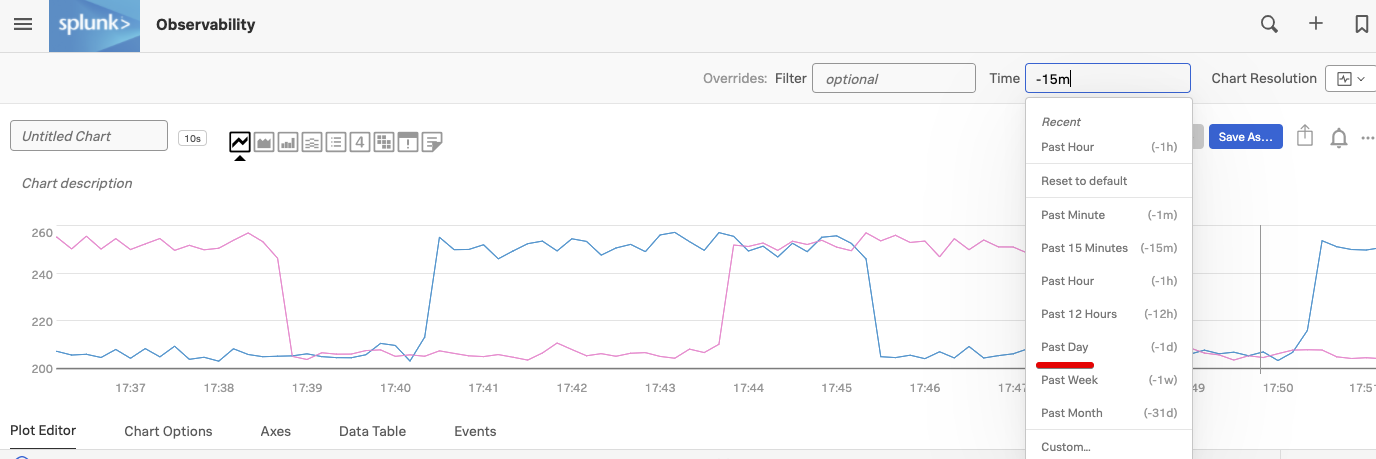 splunk> Observability
Overrides: Filter optional Time -15m Chart Resolution
Untitled Chart 10s 4 Save As...
Chart description
Recent
Past Hour (-1h)
Reset to default
Past Minute (-1m)
Past 15 Minutes (-15m)
Past Hour (-1h)
Past 12 Hours (-12h)
Past Day (-1d)
Past Week (-1w)
Past Month (-31d)
Custom...
260
240
220
200
17:37 17:38 17:39 17:40 17:41 17:42 17:43 17:44 17:45 17:46 17:47 17:50
Plot Editor Chart Options Axes Data Table Events